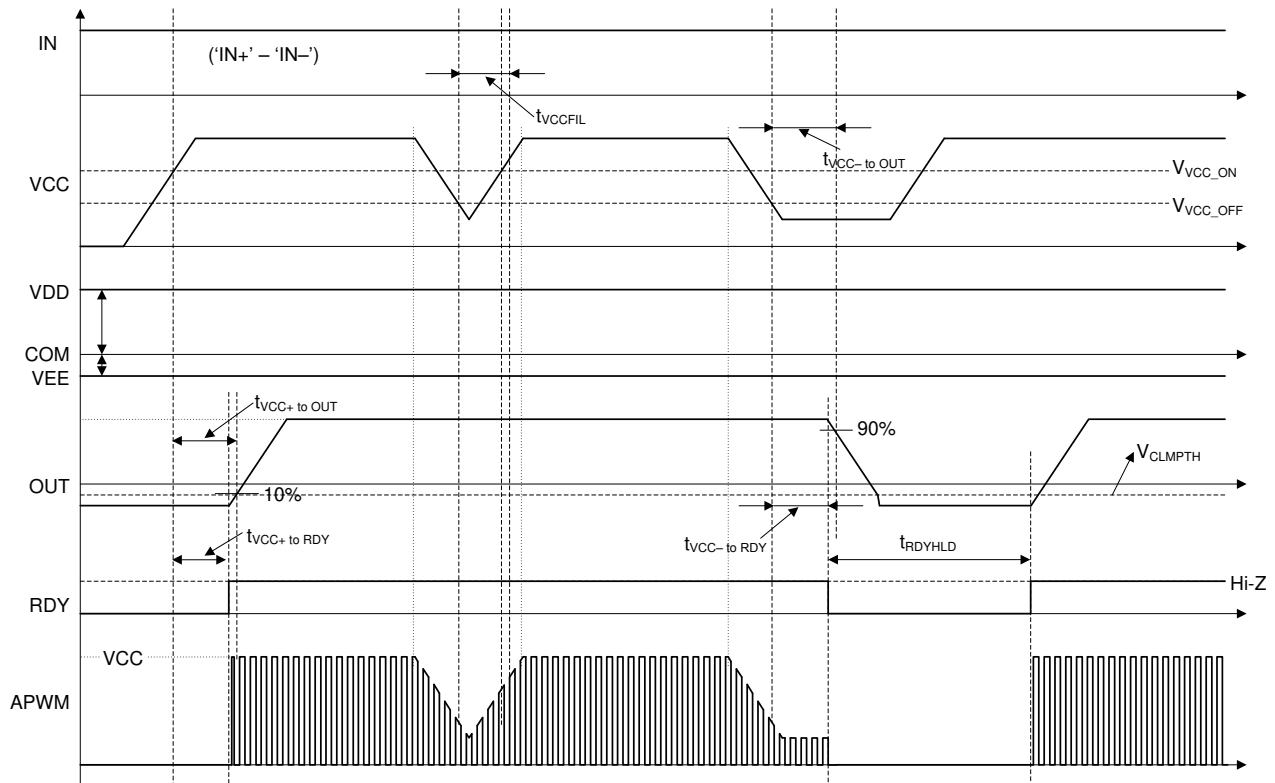 IN
('IN+' – 'IN–')
tVCCFIL
tVCC– to OUT
VCC
VVCC_ON
VVCC_OFF
VDD
COM
VEE
tVCC+ to OUT
90%
VCLMPTH
OUT
10%
tVCC+ to RDY
tVCC– to RDY
tRDYHLD
Hi-Z
RDY
VCC
APWM